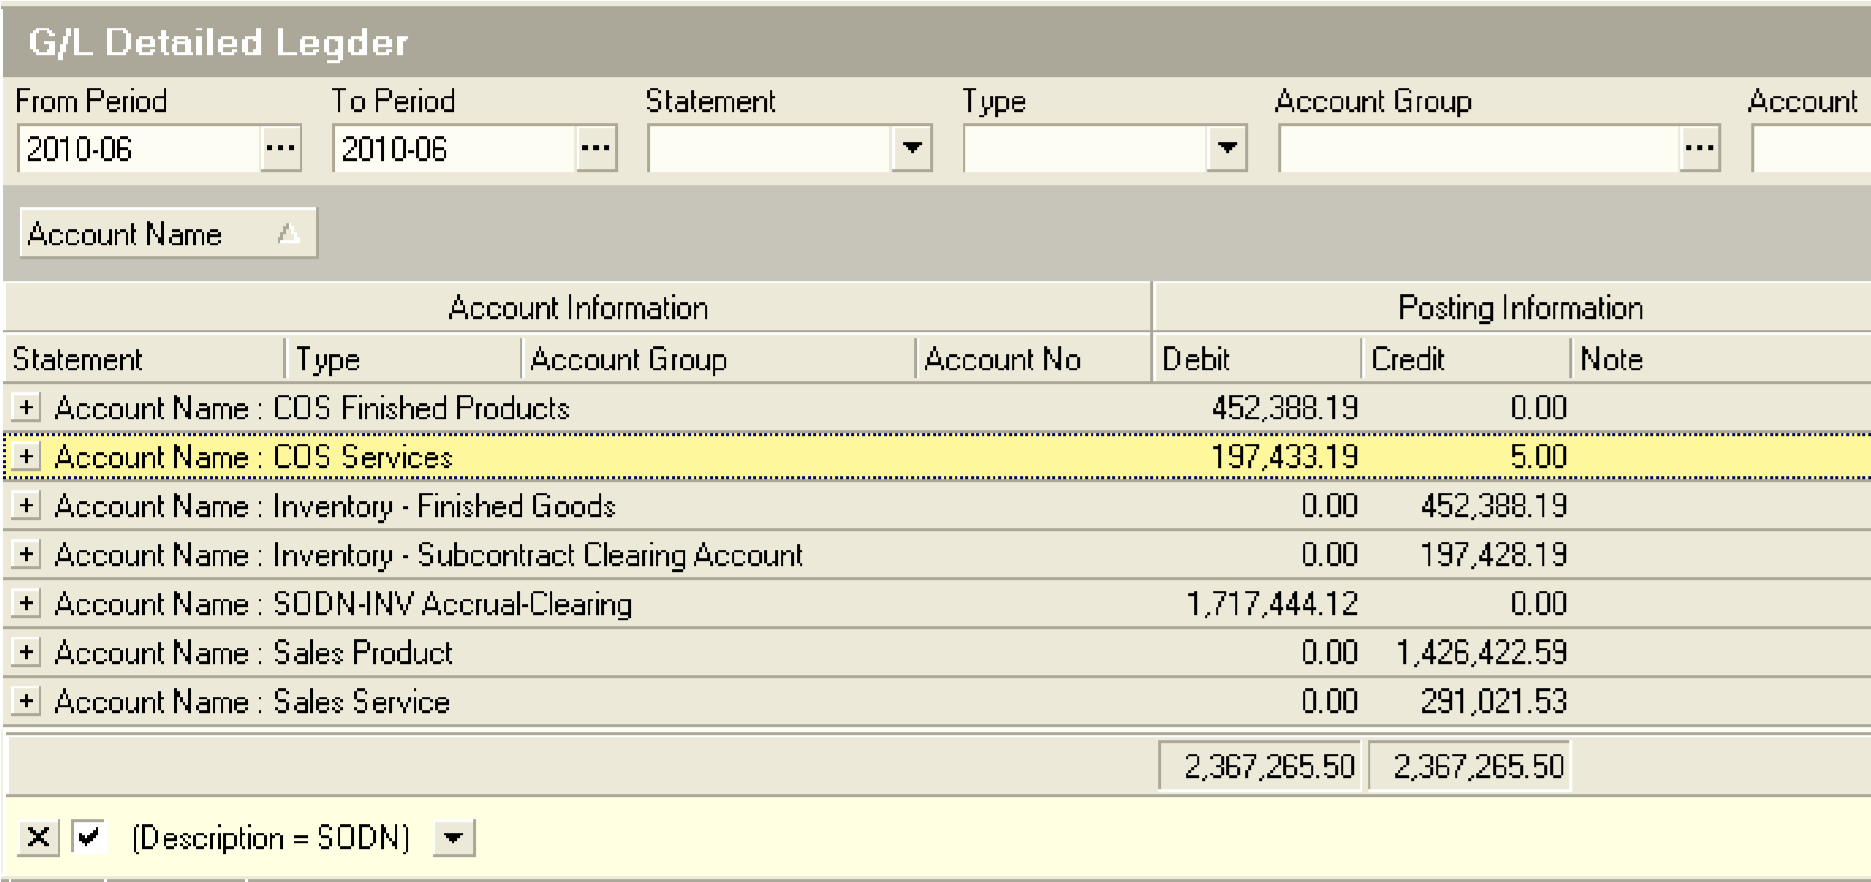 G/L Detailed Legder
From Period To Period Statement Type Account Group Account
2010-06 ... 2010-06 ... ...
Account Name
Account Information Posting Information
Statement Type Account Group Account No Debit Credit Note
+ Account Name : COS Finished Products 452,388.19 0.00
+ Account Name : COS Services 197,433.19 5.00
+ Account Name : Inventory - Finished Goods 0.00 452,388.19
+ Account Name : Inventory - Subcontract Clearing Account 0.00 197,428.19
+ Account Name : SODN-INV Accrual-Clearing 1,717,444.12 0.00
+ Account Name : Sales Product 0.00 1,426,422.59
+ Account Name : Sales Service 0.00 291,021.53
2,367,265.50 2,367,265.50
(Description = SODN)